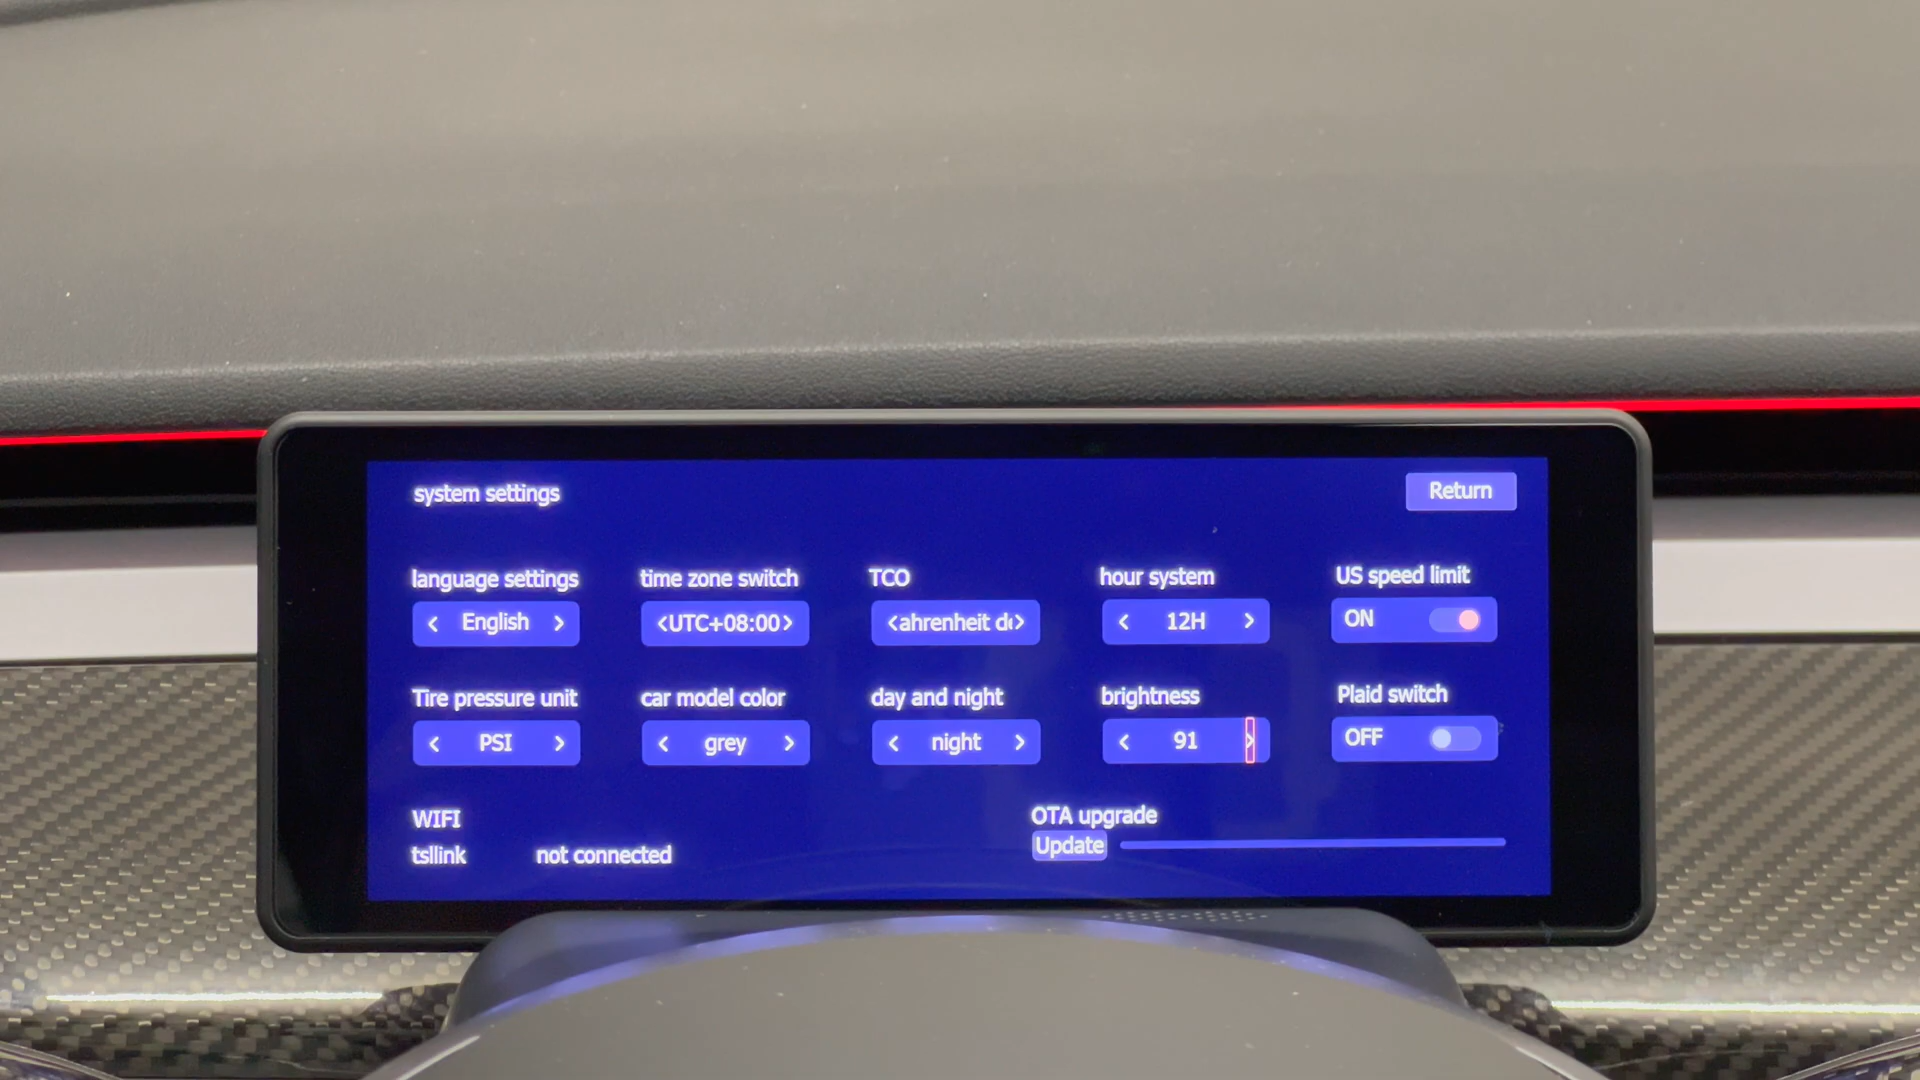 system settings
Return
language settings
time zone switch
TCO
hour system
US speed limit
< English >
<UTC+08:00>
<ahrenheit d>
< 12H >
ON
Tire pressure unit
car model color
day and night
brightness
Plaid switch
< PSI >
< grey >
< night >
< 91 >
OFF
WIFI
OTA upgrade
tsllink
not connected
Update